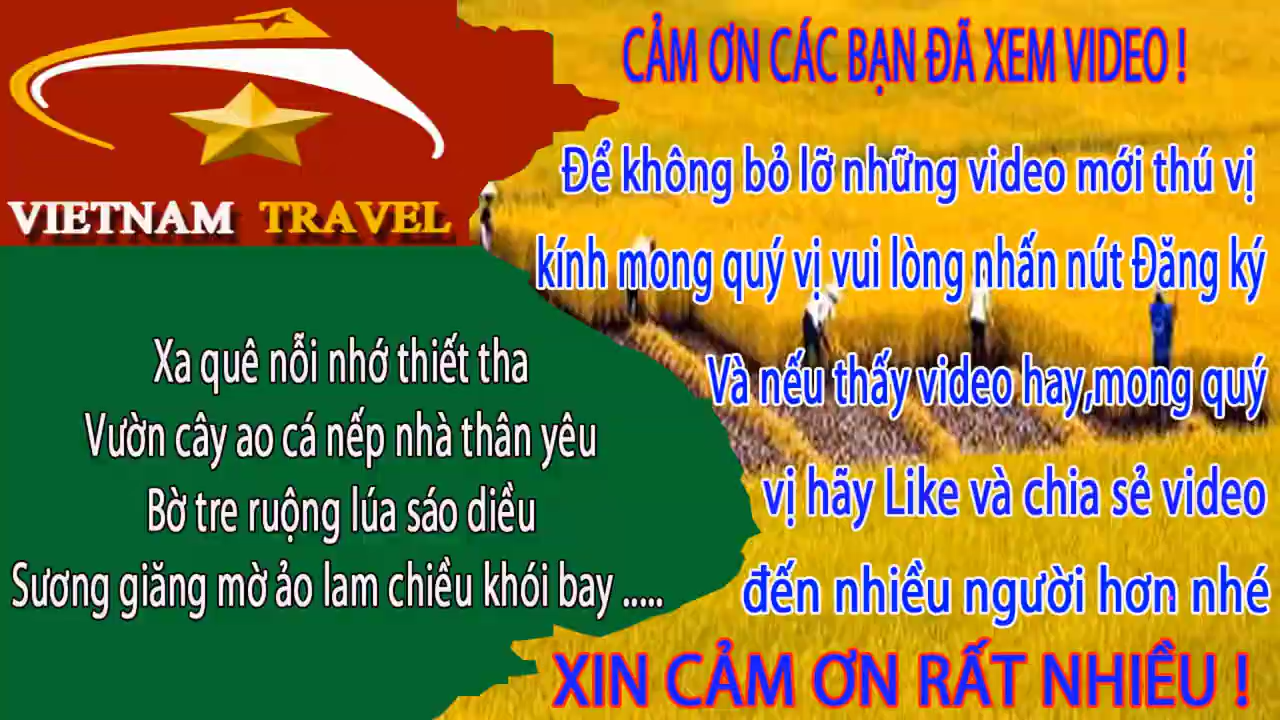 VIETNAM TRAVEL
Xa quê nỗi nhớ thiết tha
Vườn cây ao cá nếp nhà thân yêu
Bờ tre ruộng lúa sáo diều
Sương giăng mờ ảo lam chiều khói bay .....
CẢM ƠN CÁC BẠN ĐÃ XEM VIDEO !
Để không bỏ lỡ những video mới thú vị
kính mong quý vị vui lòng nhấn nút Đăng ký
Và nếu thấy video hay,mong quý
vị hãy Like và chia sẻ video
đến nhiều người hơn nhé
XIN CẢM ƠN RẤT NHIỀU !